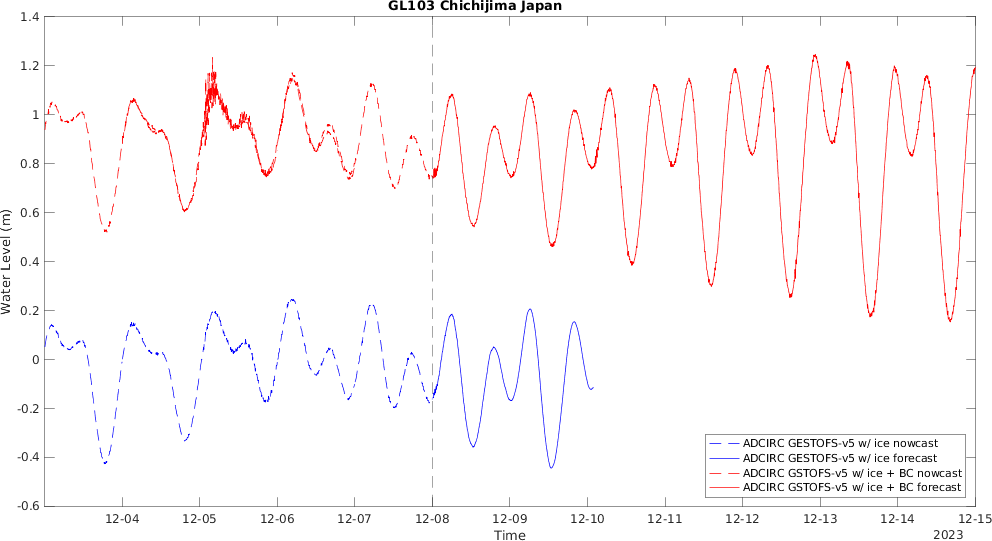 GL103 Chichijima Japan
1.4
1.2
1
0.8
0.6
0.4
0.2
0
-0.2
-0.4
-0.6
Water Level (m)
ADCIRC GESTOFS-v5 w/ ice nowcast
ADCIRC GESTOFS-v5 w/ ice forecast
ADCIRC GSTOFS-v5 w/ ice + BC nowcast
ADCIRC GSTOFS-v5 w/ ice + BC forecast
12-04 12-05 12-06 12-07 12-08 12-09 12-10 12-11 12-12 12-13 12-14 12-15
Time
2023